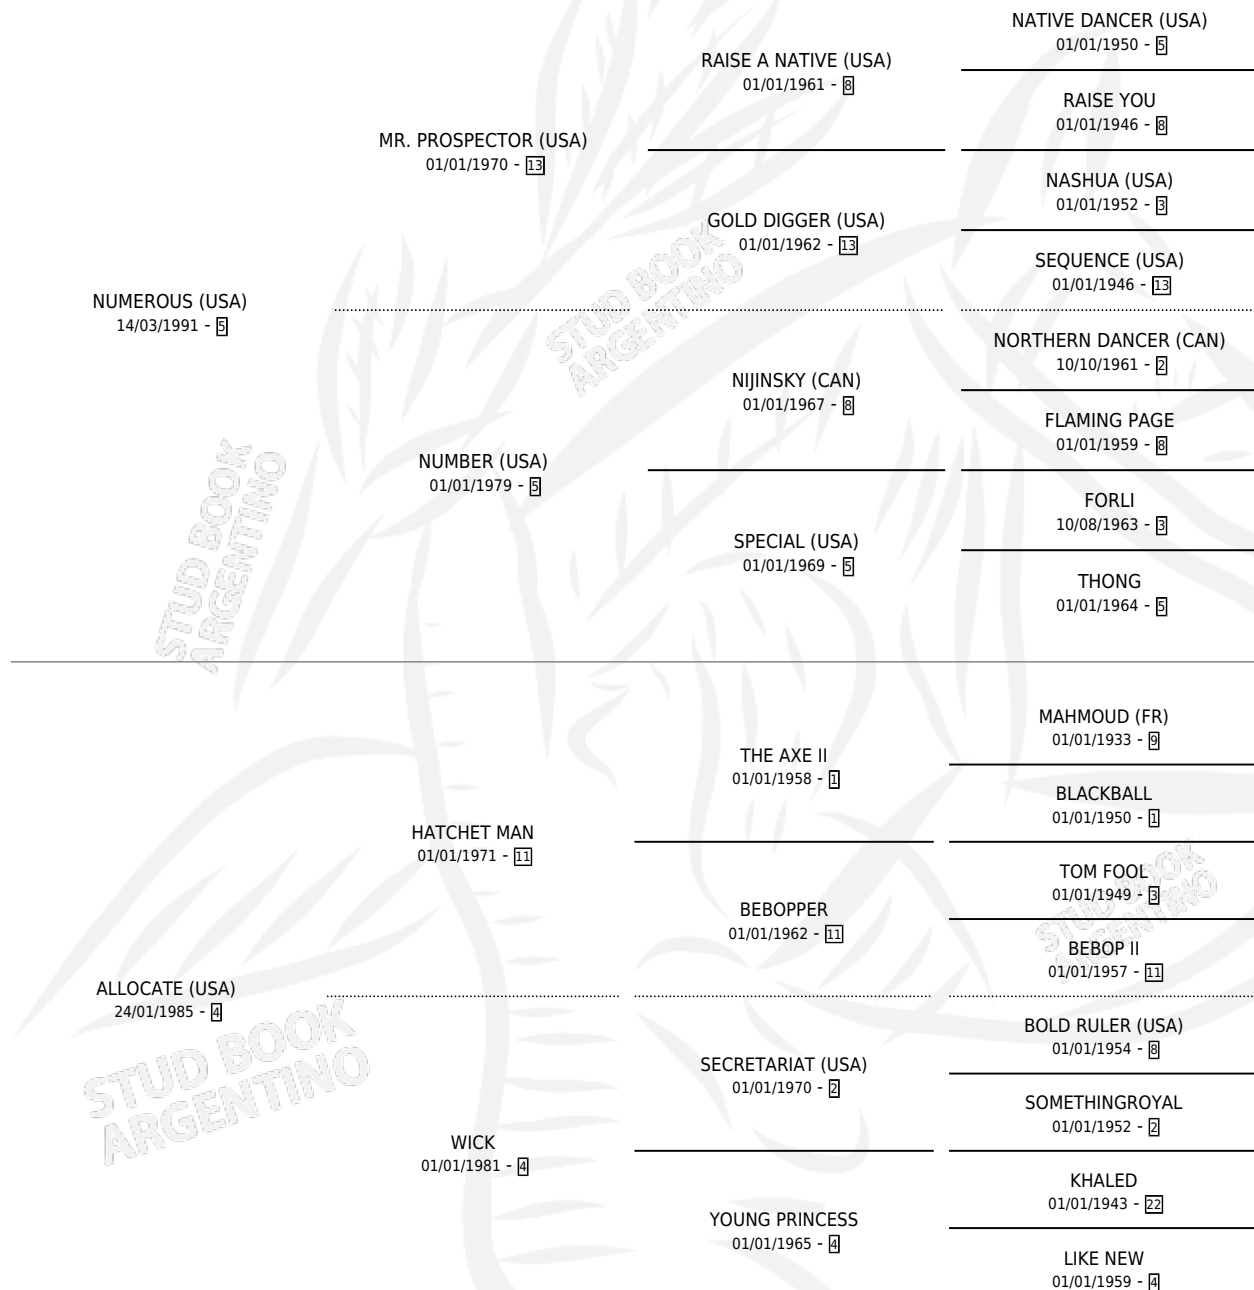 NATIVE DANCER (USA)
01/01/1950 - 5
RAISE A NATIVE (USA)
01/01/1961 - 8
RAISE YOU
01/01/1946 - 8
MR. PROSPECTOR (USA)
01/01/1970 - 13
NASHUA (USA)
01/01/1952 - 3
GOLD DIGGER (USA)
01/01/1962 - 13
SEQUENCE (USA)
01/01/1946 - 13
NUMEROUS (USA)
14/03/1991 - 5
NORTHERN DANCER (CAN)
10/10/1961 - 2
NIJINSKY (CAN)
01/01/1967 - 8
FLAMING PAGE
01/01/1959 - 8
NUMBER (USA)
01/01/1979 - 5
FORLI
10/08/1963 - 3
SPECIAL (USA)
01/01/1969 - 5
THONG
01/01/1964 - 5
MAHMOUD (FR)
01/01/1933 - 9
THE AXE II
01/01/1958 - 1
BLACKBALL
01/01/1950 - 1
HATCHET MAN
01/01/1971 - 11
TOM FOOL
01/01/1949 - 3
BEBOPPER
01/01/1962 - 11
BEBOP II
01/01/1957 - 11
ALLOCATE (USA)
24/01/1985 - 4
BOLD RULER (USA)
01/01/1954 - 8
SECRETARIAT (USA)
01/01/1970 - 2
SOMETHINGROYAL
01/01/1952 - 2
WICK
01/01/1981 - 4
KHALED
01/01/1943 - 22
YOUNG PRINCESS
01/01/1965 - 4
LIKE NEW
01/01/1959 - 4
STUD BOOK
ARGENTINO
STUD BOOK
ARGENTINO
STUD BOOK
ARGENTINO
STUD BOOK
ARGENTINO